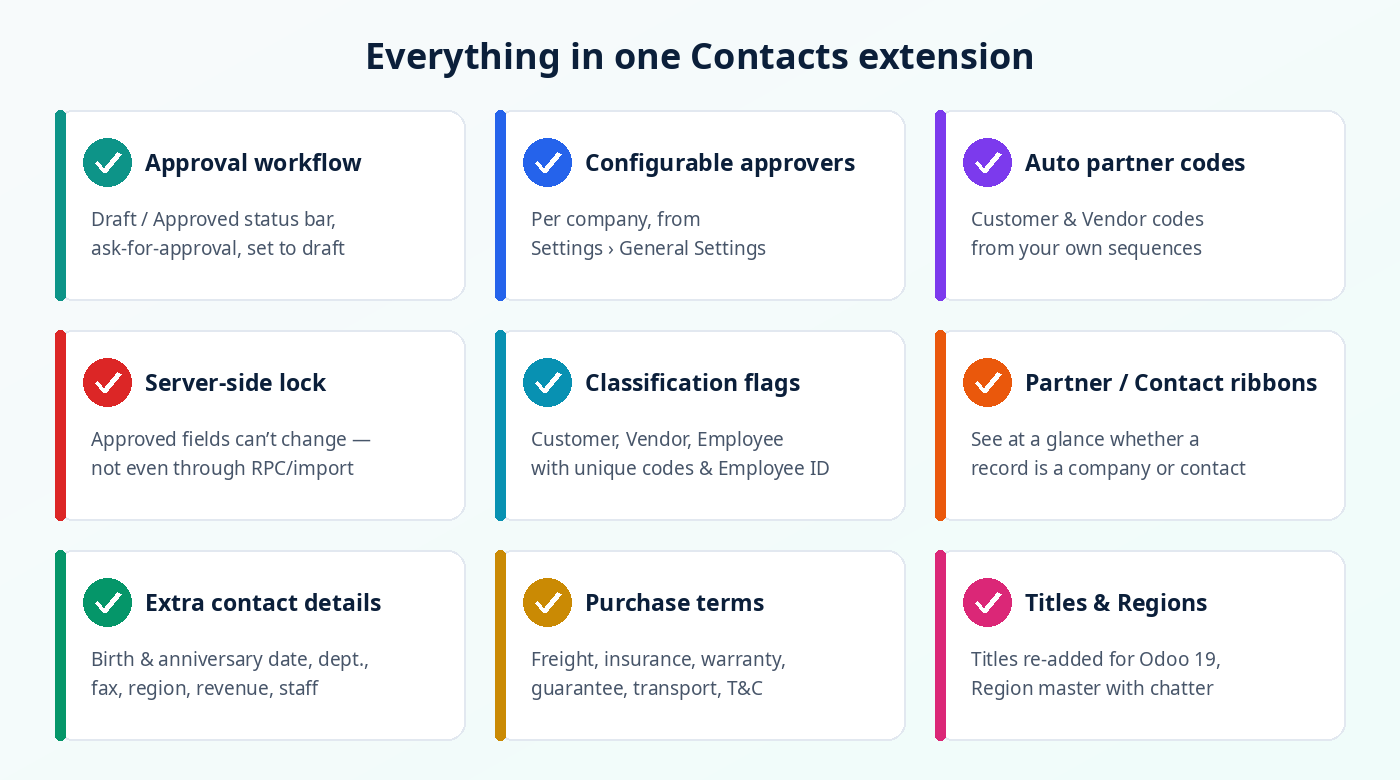 Everything in one Contacts extension
Approval workflow
Draft / Approved status bar,
ask-for-approval, set to draft
Configurable approvers
Per company, from
Settings › General Settings
Auto partner codes
Customer & Vendor codes
from your own sequences
Server-side lock
Approved fields can’t change —
not even through RPC/import
Classification flags
Customer, Vendor, Employee
with unique codes & Employee ID
Partner / Contact ribbons
See at a glance whether a
record is a company or contact
Extra contact details
Birth & anniversary date, dept.,
fax, region, revenue, staff
Purchase terms
Freight, insurance, warranty,
guarantee, transport, T&C
Titles & Regions
Titles re-added for Odoo 19,
Region master with chatter